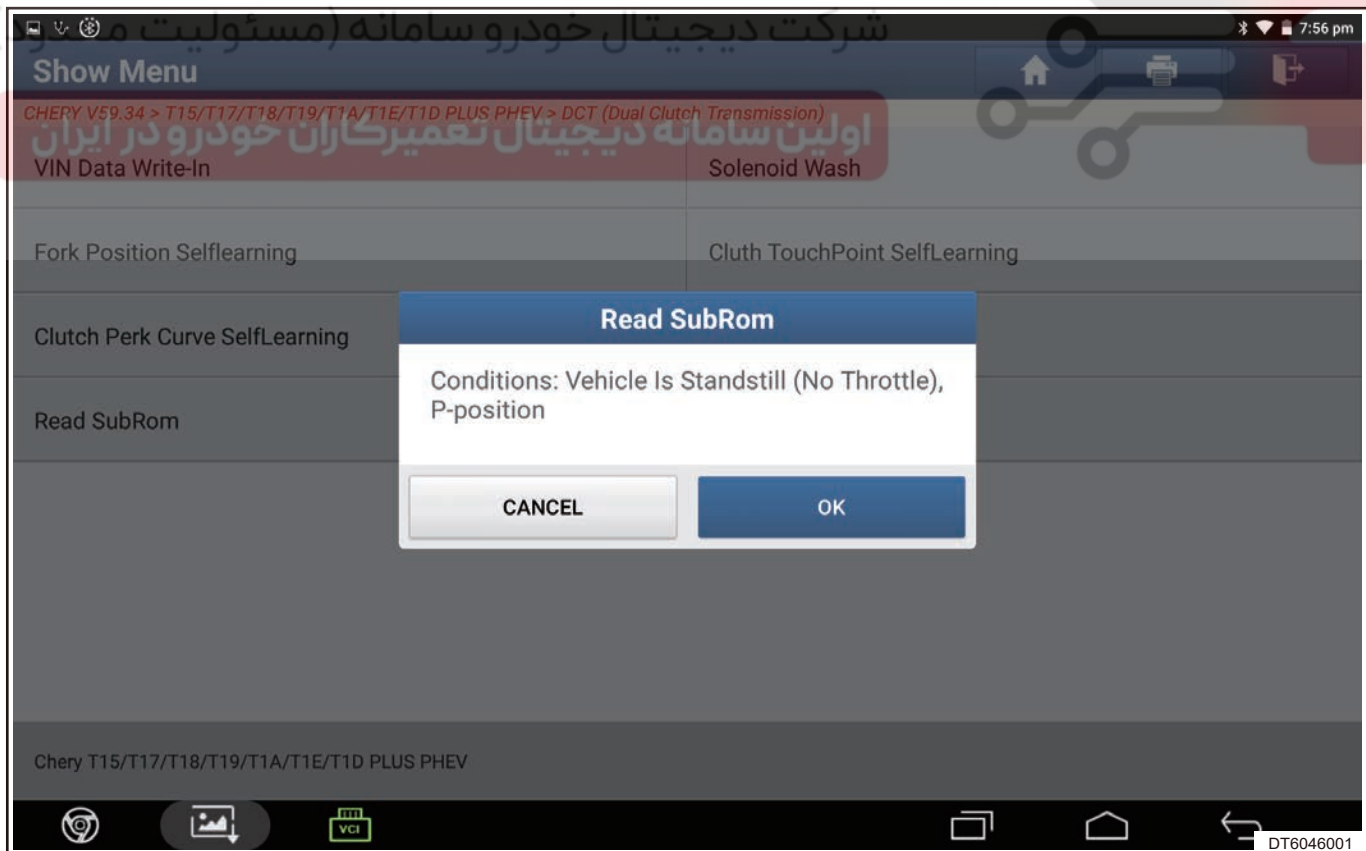 شرکت دیجیتال خودرو سامانه (مسئولیت محدود)
7:56 pm
Show Menu
CHERY V59.34 > T15/T17/T18/T19/T1A/T1E/T1D PLUS PHEV > DCT (Dual Clutch Transmission)
اولین سامانه دیجیتال تعمیرکاران خودرو در ایران
VIN Data Write-In
Solenoid Wash
Fork Position Selflearning
Cluth TouchPoint SelfLearning
Clutch Perk Curve SelfLearning
Read SubRom
Read SubRom
Conditions: Vehicle Is Standstill (No Throttle),
P-position
CANCEL
OK
Chery T15/T17/T18/T19/T1A/T1E/T1D PLUS PHEV
VCI
DT6046001